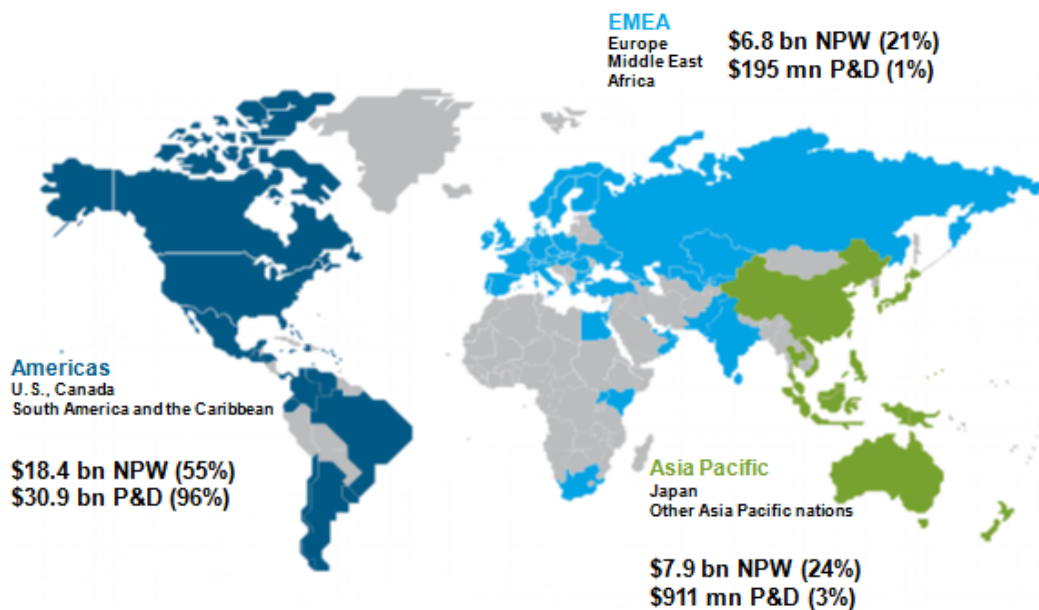 EMEA
Europe
Middle East
Africa
$6.8 bn NPW (21%)
$195 mn P&D (1%)
Americas
U.S., Canada
South America and the Caribbean
$18.4 bn NPW (55%)
$30.9 bn P&D (96%)
Asia Pacific
Japan
Other Asia Pacific nations
$7.9 bn NPW (24%)
$911 mn P&D (3%)